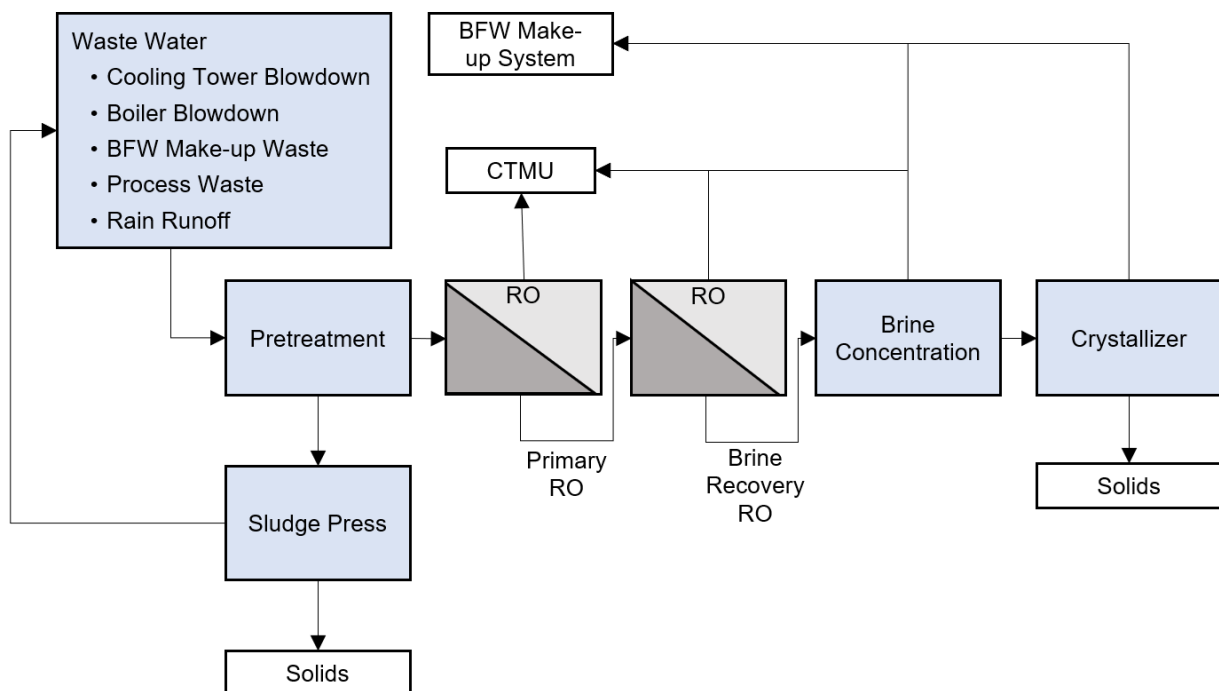 Waste Water
• Cooling Tower Blowdown
• Boiler Blowdown
• BFW Make-up Waste
• Process Waste
• Rain Runoff
BFW Make-
up System
CTMU
Pretreatment
RO
RO
Brine
Concentration
Crystallizer
Primary
RO
Brine
Recovery
RO
Sludge Press
Solids
Solids